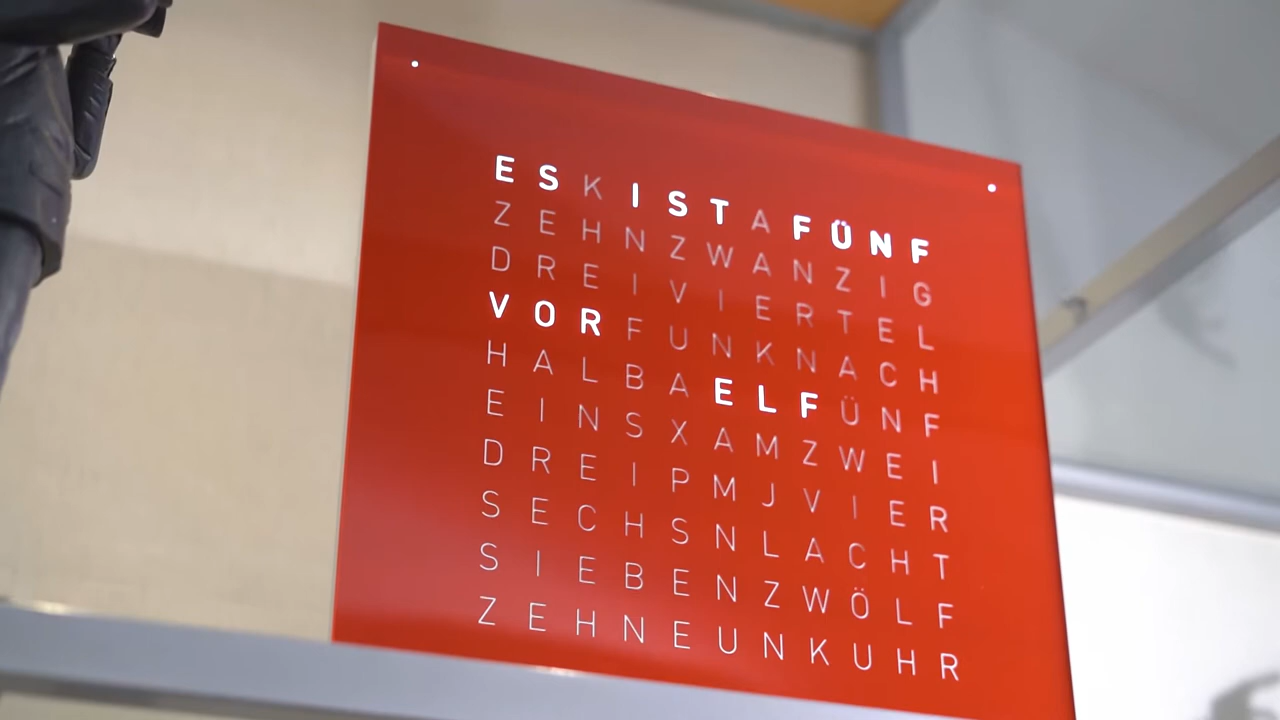 ESKISTAFÜNF
ZEHNZWANZIG
DREIVIERTEL
VORFUNKNACH
HALBAELFÜNF
EINSXAMZWEI
DREIPMJVIER
SECHSNLACHT
SIEBENZWÖLF
ZEHNEUNKUHR